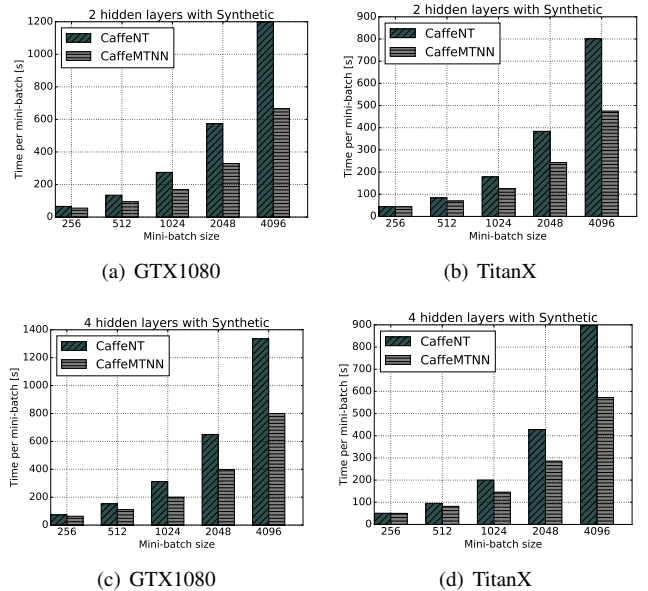 2 hidden layers with Synthetic
1200
1000
800
600
400
200
0
Time per mini-batch [s]
CaffeNT
CaffeMTNN
256 512 1024 2048 4096
Mini-batch size
(a) GTX1080
2 hidden layers with Synthetic
900
800
700
600
500
400
300
200
100
0
Time per mini-batch [s]
CaffeNT
CaffeMTNN
256 512 1024 2048 4096
Mini-batch size
(b) TitanX
4 hidden layers with Synthetic
1400
1200
1000
800
600
400
200
0
Time per mini-batch [s]
CaffeNT
CaffeMTNN
256 512 1024 2048 4096
Mini-batch size
(c) GTX1080
4 hidden layers with Synthetic
900
800
700
600
500
400
300
200
100
0
Time per mini-batch [s]
CaffeNT
CaffeMTNN
256 512 1024 2048 4096
Mini-batch size
(d) TitanX